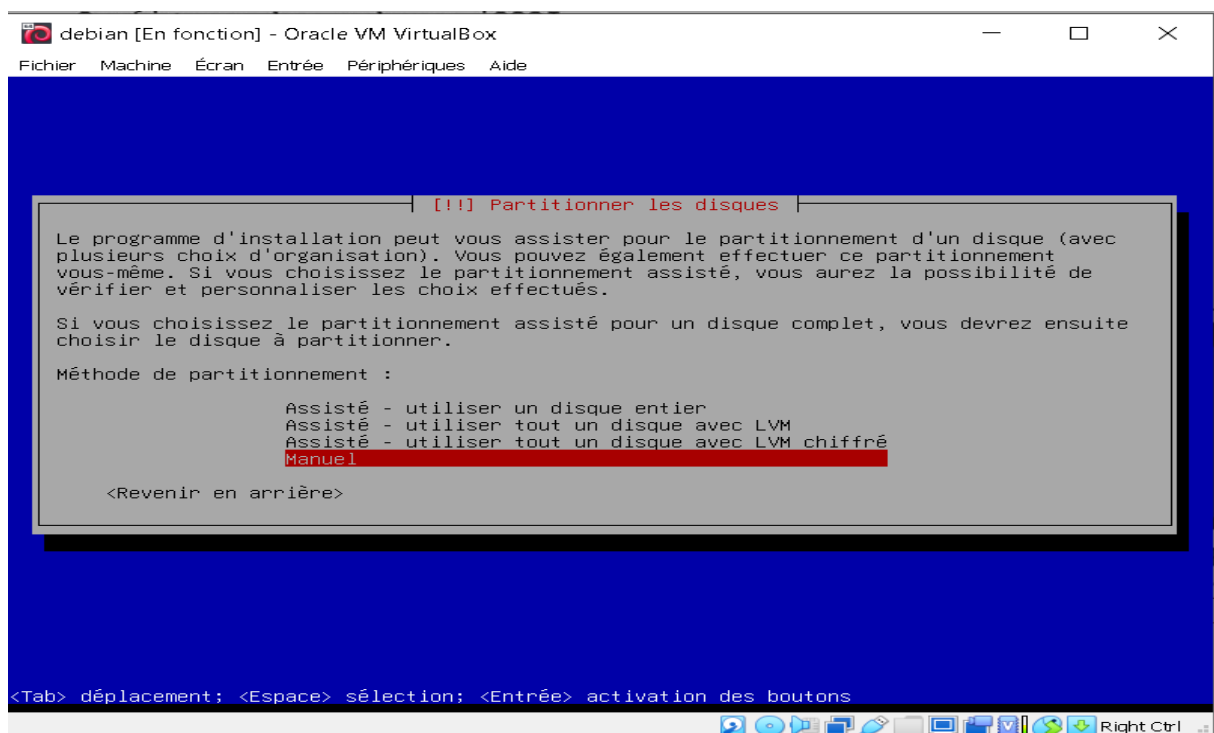 debian [En fonction] - Oracle VM VirtualBox
Fichier Machine Écran Entrée Périphériques Aide
[!!] Partitionner les disques
Le programme d'installation peut vous assister pour le partitionnement d'un disque (avec
plusieurs choix d'organisation). Vous pouvez également effectuer ce partitionnement
vous-même. Si vous choisissez le partitionnement assisté, vous aurez la possibilité de
vérifier et personnaliser les choix effectués.
Si vous choisissez le partitionnement assisté pour un disque complet, vous devrez ensuite
choisir le disque à partitionner.
Méthode de partitionnement :
Assisté - utiliser un disque entier
Assisté - utiliser tout un disque avec LVM
Assisté - utiliser tout un disque avec LVM chiffré
Manuel
<Revenir en arrière>
<Tab> déplacement; <Espace> sélection; <Entrée> activation des boutons
Right Ctrl